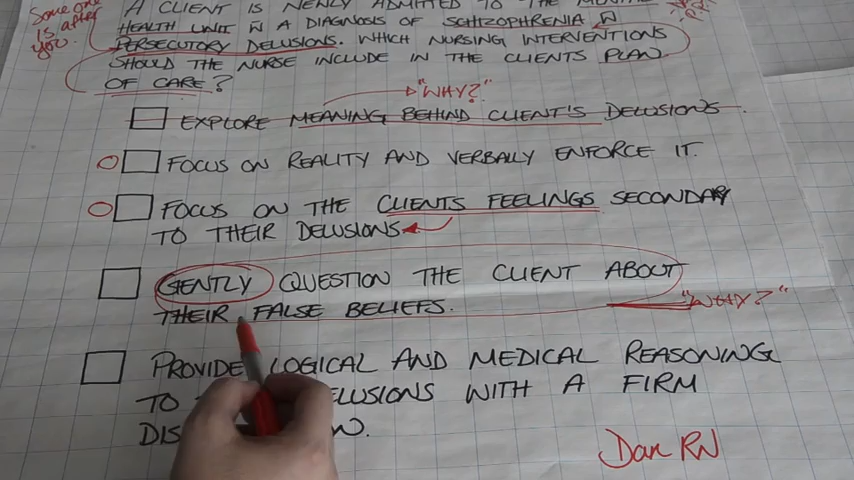 Someone
is after
you.
A CLIENT IS NEWLY ADMITTED TO THE
HEALTH UNIT A DIAGNOSIS OF SCHIZOPHRENIA
PERSECUTORY DELUSIONS. WHICH NURSING INTERVENTIONS
SHOULD THE NURSE INCLUDE IN THE CLIENTS PLAN
OF CARE?
"WHY?"
EXPLORE MEANING BEHIND CLIENT'S DELUSIONS
FOCUS ON REALITY AND VERBALLY ENFORCE IT.
FOCUS ON THE CLIENTS FEELINGS SECONDARY
TO THEIR DELUSIONS
GENTLY QUESTION THE CLIENT ABOUT
THEIR FALSE BELIEFS.
"WHY?"
PROVIDE LOGICAL AND MEDICAL REASONING
TO WITH A FIRM
Dan RN